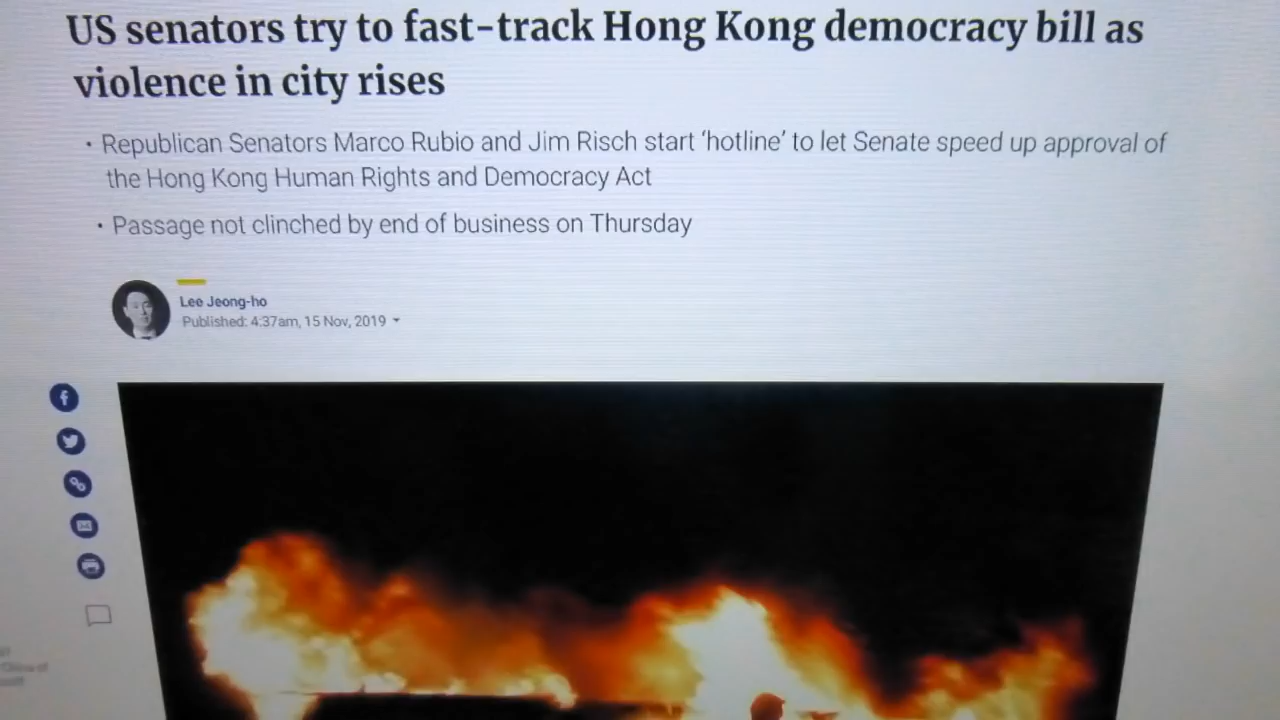 US senators try to fast-track Hong Kong democracy bill as
violence in city rises
• Republican Senators Marco Rubio and Jim Risch start ‘hotline’ to let Senate speed up approval of
the Hong Kong Human Rights and Democracy Act
• Passage not clinched by end of business on Thursday
Lee Jeong-ho
Published: 4:37am, 15 Nov, 2019